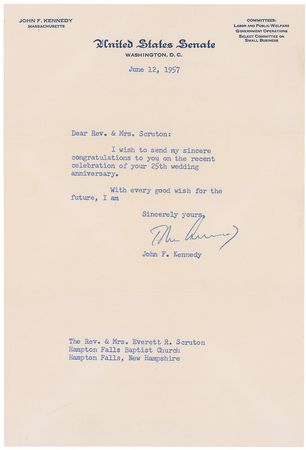 JOHN F. KENNEDY
MASSACHUSETTS
COMMITTEES:
LABOR AND PUBLIC WELFARE
GOVERNMENT OPERATIONS
SELECT COMMITTEE ON
SMALL BUSINESS
United States Senate
WASHINGTON, D.C.
June 12, 1957
Dear Rev. & Mrs. Scruton:
I wish to send my sincere
congratulations to you on the recent
celebration of your 25th wedding
anniversary.
With every good wish for the
future, I am
Sincerely yours,
John Kennedy
John F. Kennedy
The Rev. & Mrs. Everett R. Scruton
Hampton Falls Baptist Church
Hampton Falls, New Hampshire